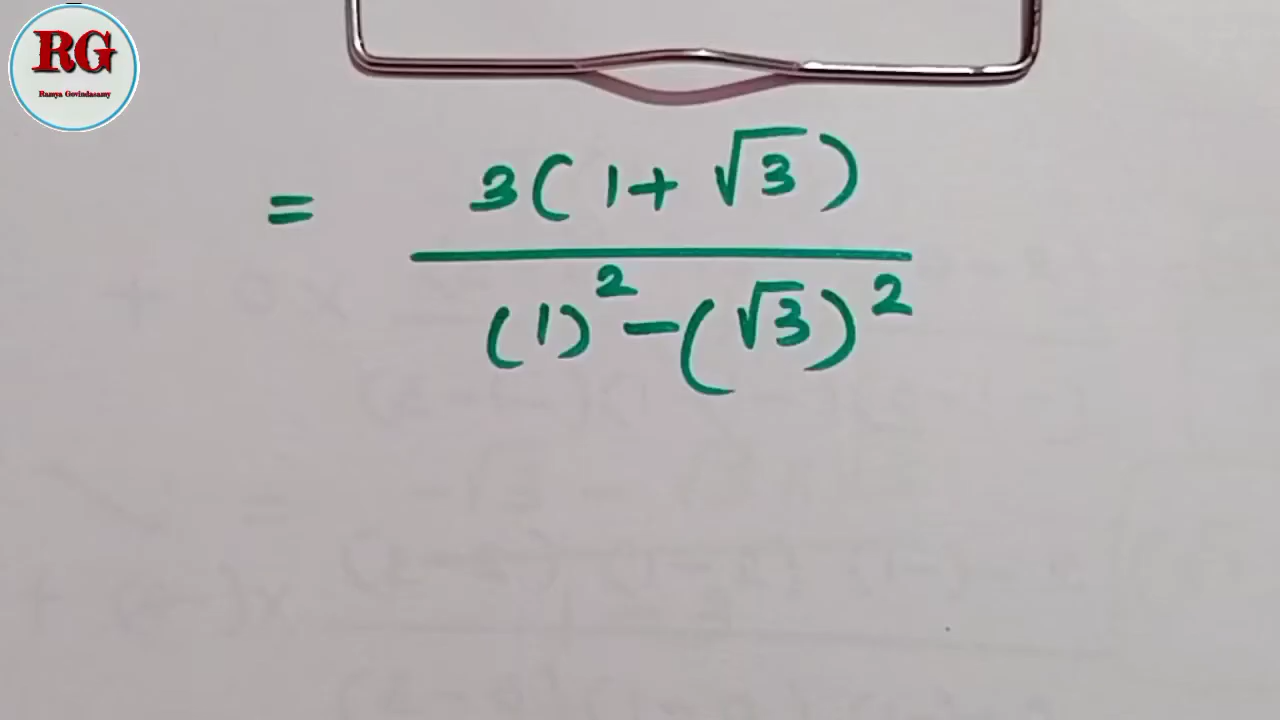 RG
Ramya Govindasamy
= 3(1+√3)
(1)²-(√3)²